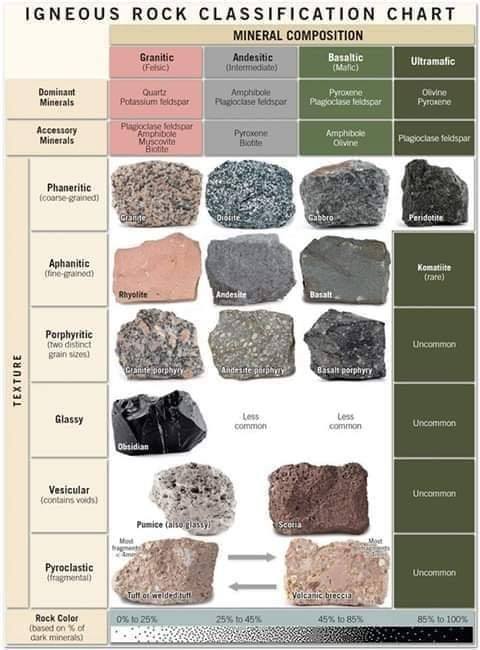 IGNEOUS ROCK CLASSIFICATION CHART
MINERAL COMPOSITION
Granitic
(Felsic)
Andesitic
(Intermediate)
Basaltic
(Mafic)
Ultramafic
Dominant
Minerals
Quartz
Potassium feldspar
Amphibole
Plagioclase feldspar
Pyroxene
Plagioclase feldspar
Olivine
Pyroxene
Accessory
Minerals
Plagioclase feldspar
Amphibole
Muscovite
Biotite
Pyroxene
Biotite
Amphibole
Olivine
Plagioclase feldspar
TEXTURE
Phaneritic
(coarse-grained)
Granite
Diorite
Gabbro
Peridotite
Aphanitic
(fine-grained)
Rhyolite
Andesite
Basalt
Komatiite
(rare)
Porphyritic
(two distinct
grain sizes)
Granite porphyry
Andesite porphyry
Basalt porphyry
Uncommon
Glassy
Obsidian
Less
common
Less
common
Uncommon
Vesicular
(contains voids)
Pumice (also glassy)
Scoria
Uncommon
Pyroclastic
(fragmental)
Most
fragments
< 4mm
Tuff or welded tuff
Most
fragments
Volcanic breccia
Uncommon
Rock Color
(based on % of
dark minerals)
0% to 25%
25% to 45%
45% to 85%
85% to 100%